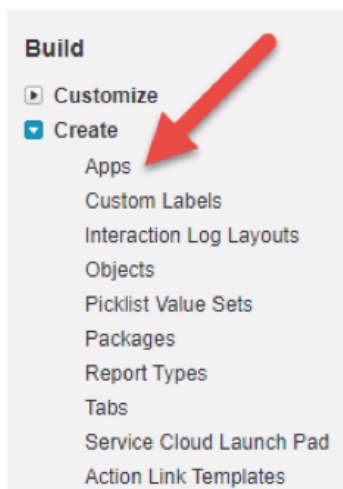 Build
Customize
Create
Apps
Custom Labels
Interaction Log Layouts
Objects
Picklist Value Sets
Packages
Report Types
Tabs
Service Cloud Launch Pad
Action Link Templates